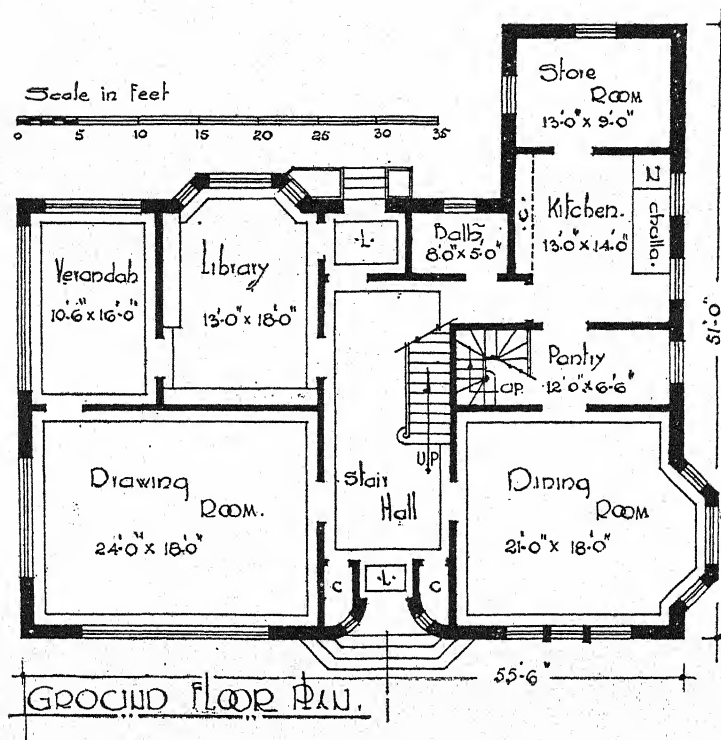 Scale in Feet
0 5 10 15 20 25 30 35
Store
Room
13'-0" x 9'-0"
Verandah
10'-6" x 16'-0"
Library
13'-0" x 18'-0"
·L·
Bath
8'0" x 5'0"
·C·
Kitchen.
13'-0" x 14'-0"
N
challa.
Pantry
12'0" x 6'-6"
UP.
UP
Drawing
Room.
24'-0" x 18'-0"
Stair
Hall
Dining
Room
21'-0" x 18'-0"
C
·L·
C
51'-0"
55'-6"
GROUND FLOOR PLAN.